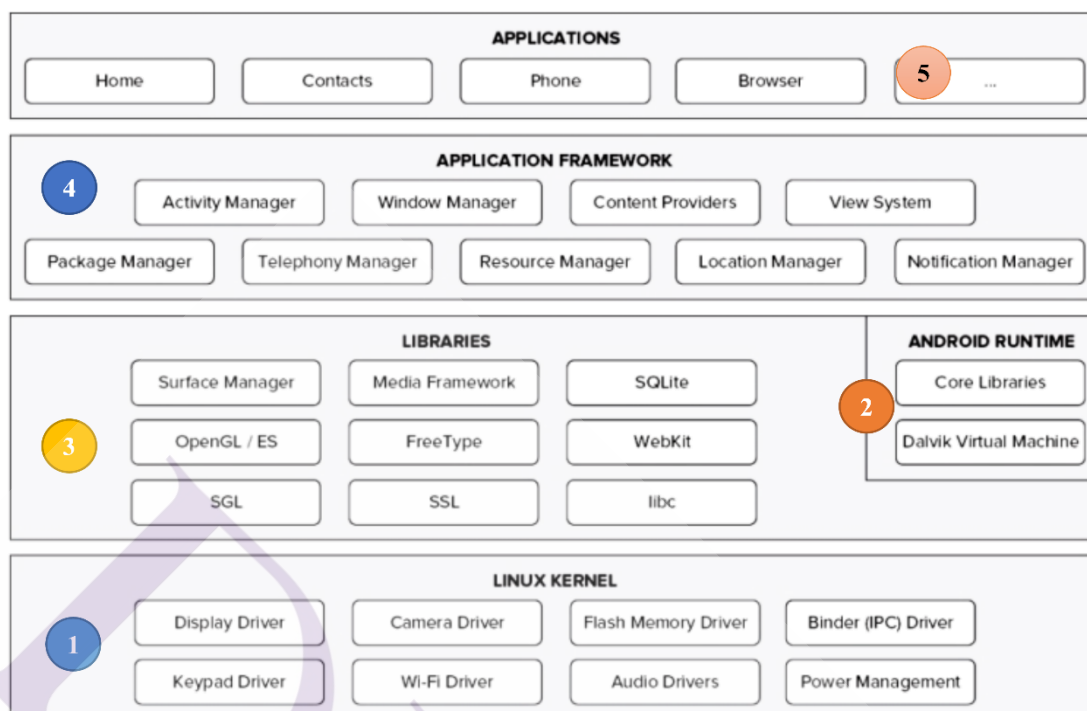 APPLICATIONS
Home Contacts Phone Browser 5 ...
APPLICATION FRAMEWORK
4
Activity Manager Window Manager Content Providers View System
Package Manager Telephony Manager Resource Manager Location Manager Notification Manager
LIBRARIES
Surface Manager Media Framework SQLite
3
OpenGL / ES FreeType WebKit
SGL SSL libc
ANDROID RUNTIME
2
Core Libraries
Dalvik Virtual Machine
LINUX KERNEL
1
Display Driver Camera Driver Flash Memory Driver Binder (IPC) Driver
Keypad Driver Wi-Fi Driver Audio Drivers Power Management